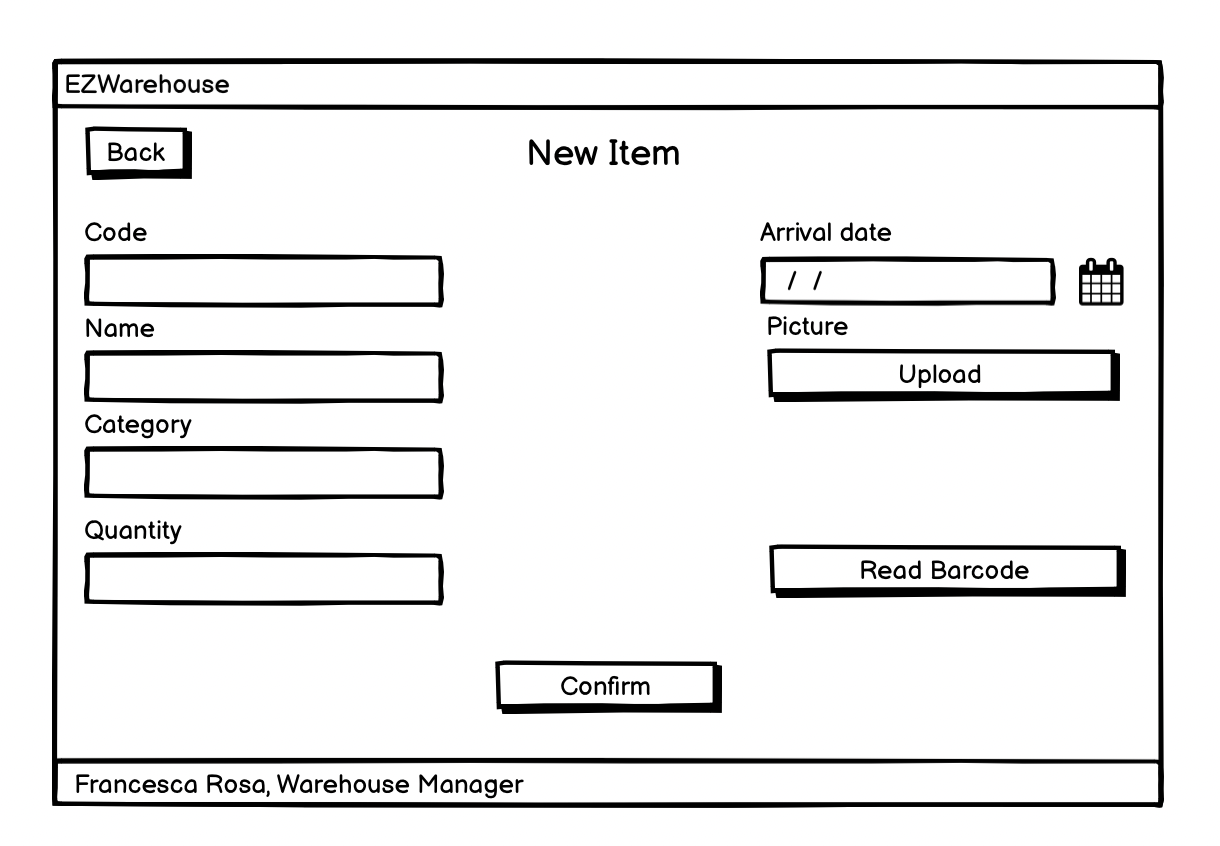 EZWarehouse
Back
New Item
Code
Arrival date
/ /
Name
Picture
Upload
Category
Quantity
Read Barcode
Confirm
Francesca Rosa, Warehouse Manager